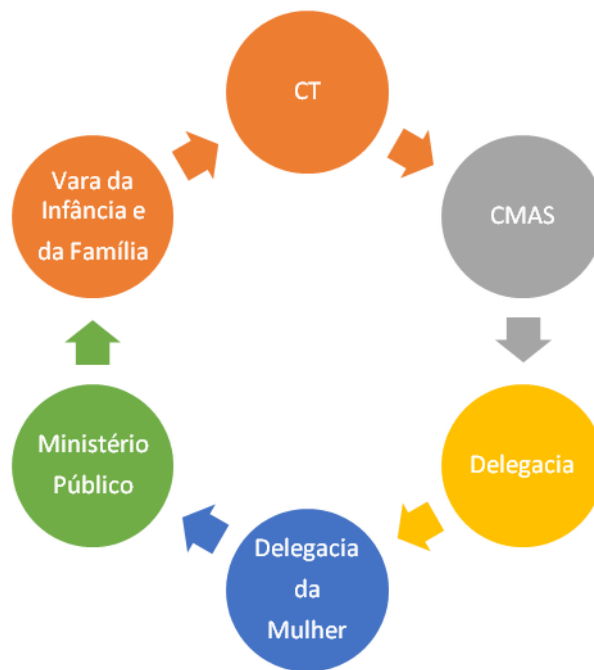 CT
CMAS
Delegacia
Delegacia
da
Mulher
Ministério
Público
Vara da
Infância e
da Família